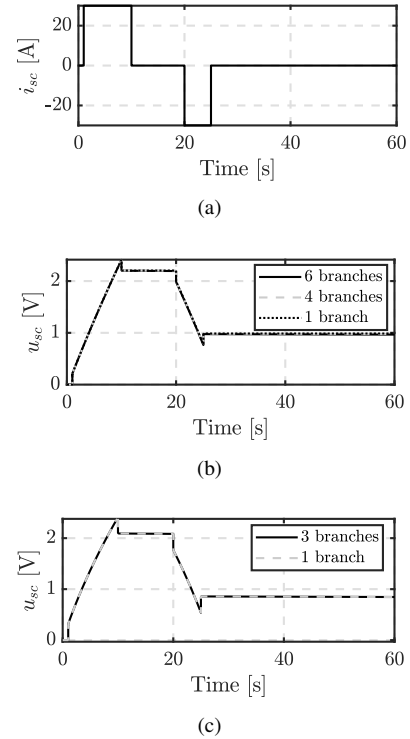 20
0
-20
i_sc [A]
0 20 40 60
Time [s]
(a)
2
1
0
u_sc [V]
6 branches
4 branches
1 branch
0 20 40 60
Time [s]
(b)
2
1
0
u_sc [V]
3 branches
1 branch
0 20 40 60
Time [s]
(c)